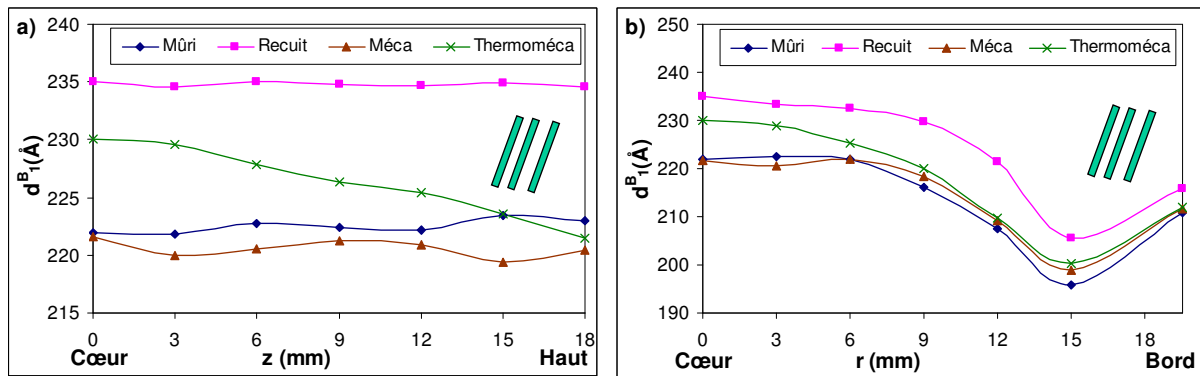 a)
Mûri Recuit Méca Thermoméca
240
235
230
225
220
215
d^B_1(Å)
0 3 6 9 12 15 18
Cœur z (mm) Haut
b)
Mûri Recuit Méca Thermoméca
250
240
230
220
210
200
190
d^B_1(Å)
0 3 6 9 12 15 18
Cœur r (mm) Bord